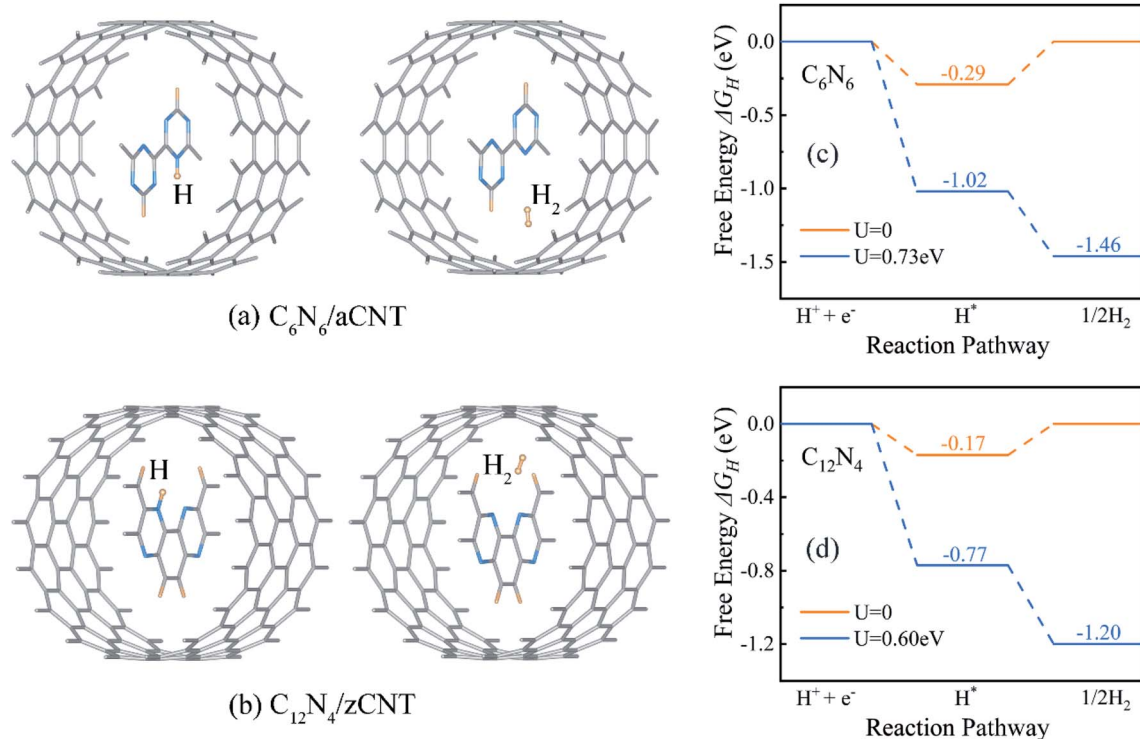 H
H₂
(a) C₆N₆/aCNT
H
H₂
(b) C₁₂N₄/zCNT
Free Energy ΔG_H (eV)
0.0
-0.5
-1.0
-1.5
C₆N₆
-0.29
(c)
-1.02
-1.46
U=0
U=0.73eV
H⁺ + e⁻
H*
1/2H₂
Reaction Pathway
Free Energy ΔG_H (eV)
0.0
-0.4
-0.8
-1.2
C₁₂N₄
-0.17
(d)
-0.77
-1.20
U=0
U=0.60eV
H⁺ + e⁻
H*
1/2H₂
Reaction Pathway